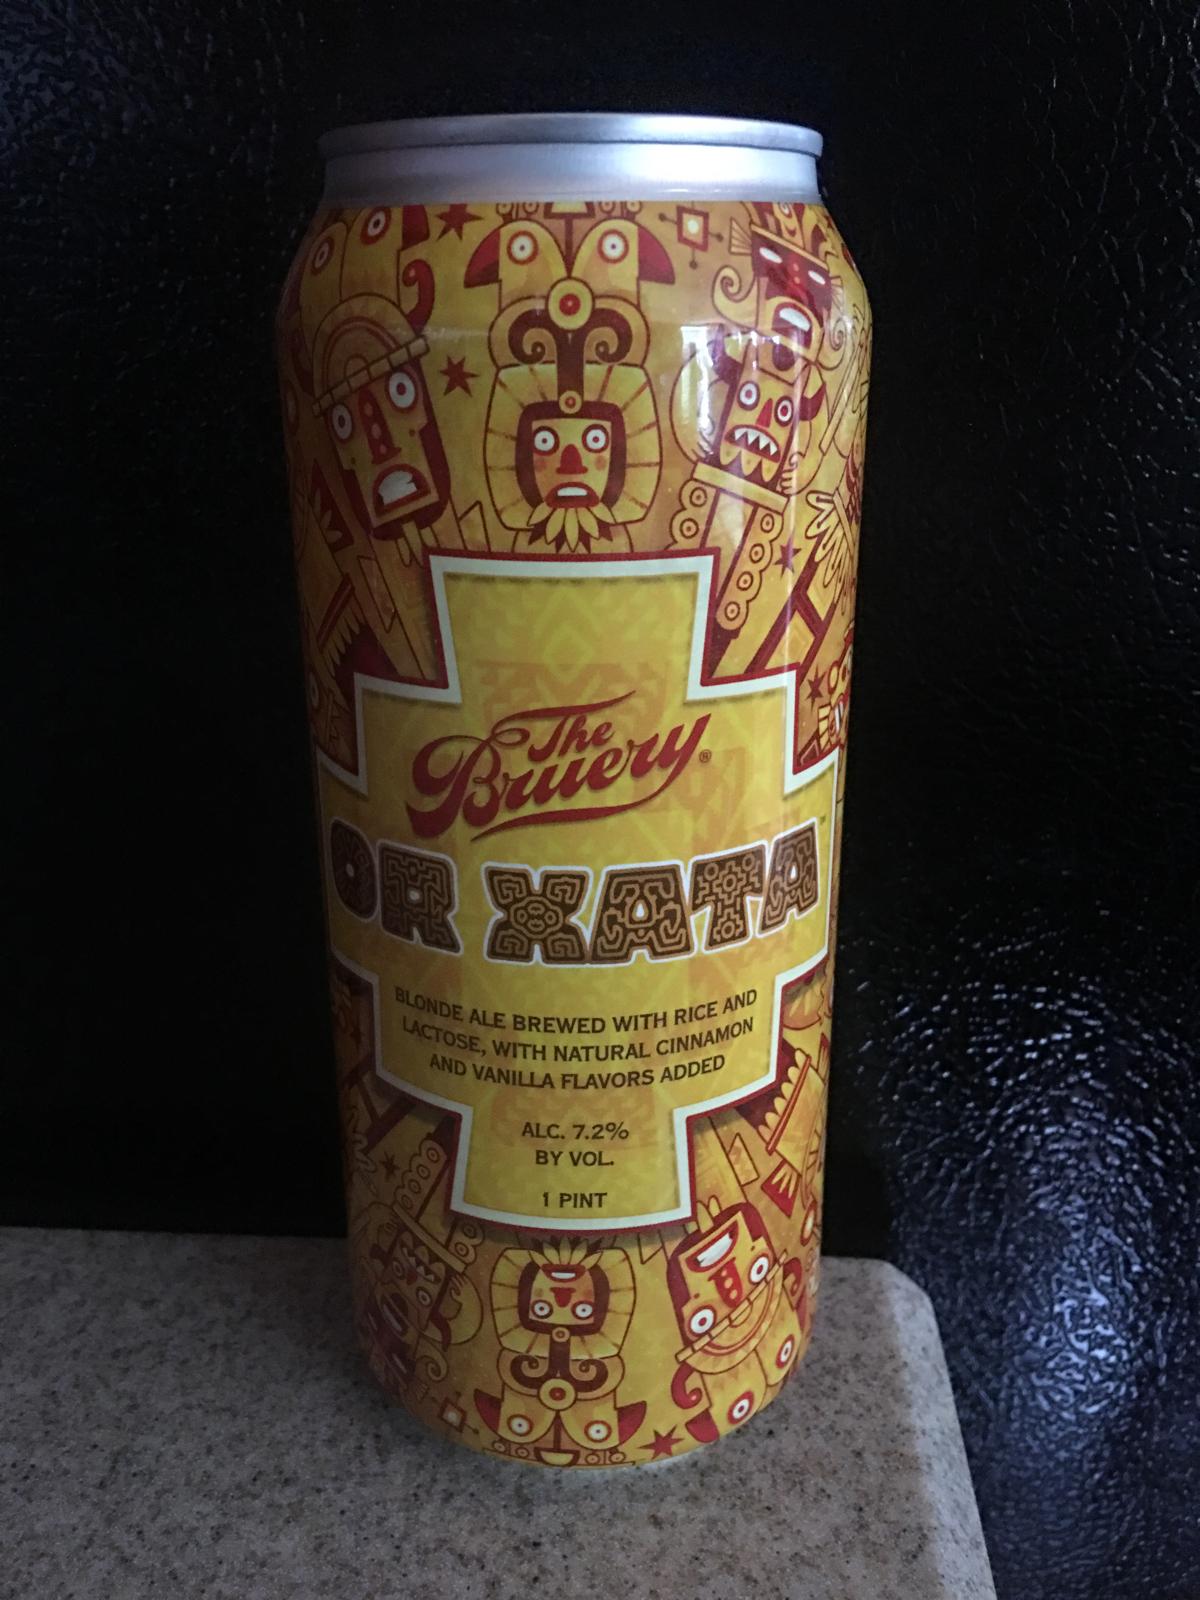 The
Bruery®
OR XATA™
BLONDE ALE BREWED WITH RICE AND
LACTOSE, WITH NATURAL CINNAMON
AND VANILLA FLAVORS ADDED
ALC. 7.2%
BY VOL.
1 PINT